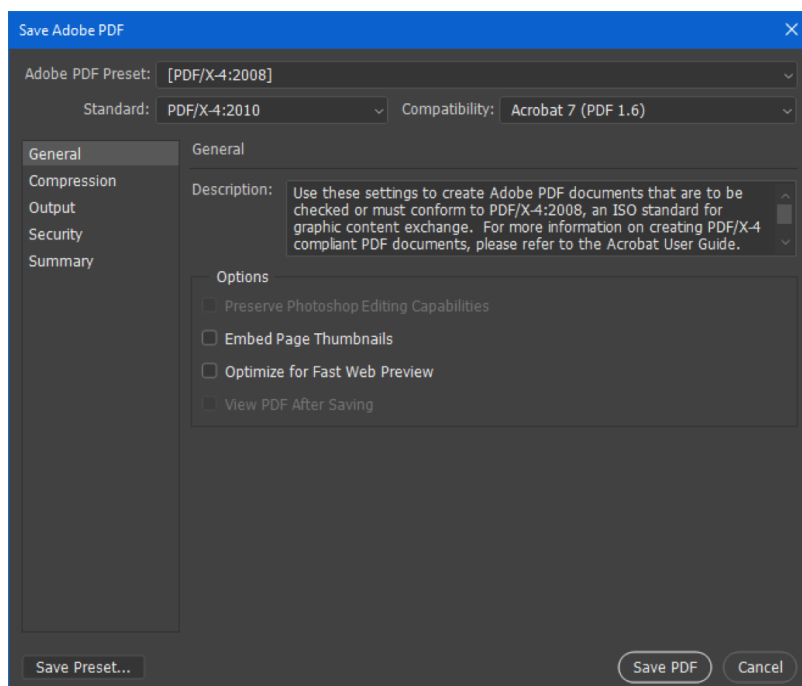 Save Adobe PDF
Adobe PDF Preset: [PDF/X-4:2008]
Standard: PDF/X-4:2010 Compatibility: Acrobat 7 (PDF 1.6)
General
Compression
Output
Security
Summary
General
Description: Use these settings to create Adobe PDF documents that are to be
checked or must conform to PDF/X-4:2008, an ISO standard for
graphic content exchange. For more information on creating PDF/X-4
compliant PDF documents, please refer to the Acrobat User Guide.
Options
Preserve Photoshop Editing Capabilities
Embed Page Thumbnails
Optimize for Fast Web Preview
View PDF After Saving
Save Preset... Save PDF Cancel